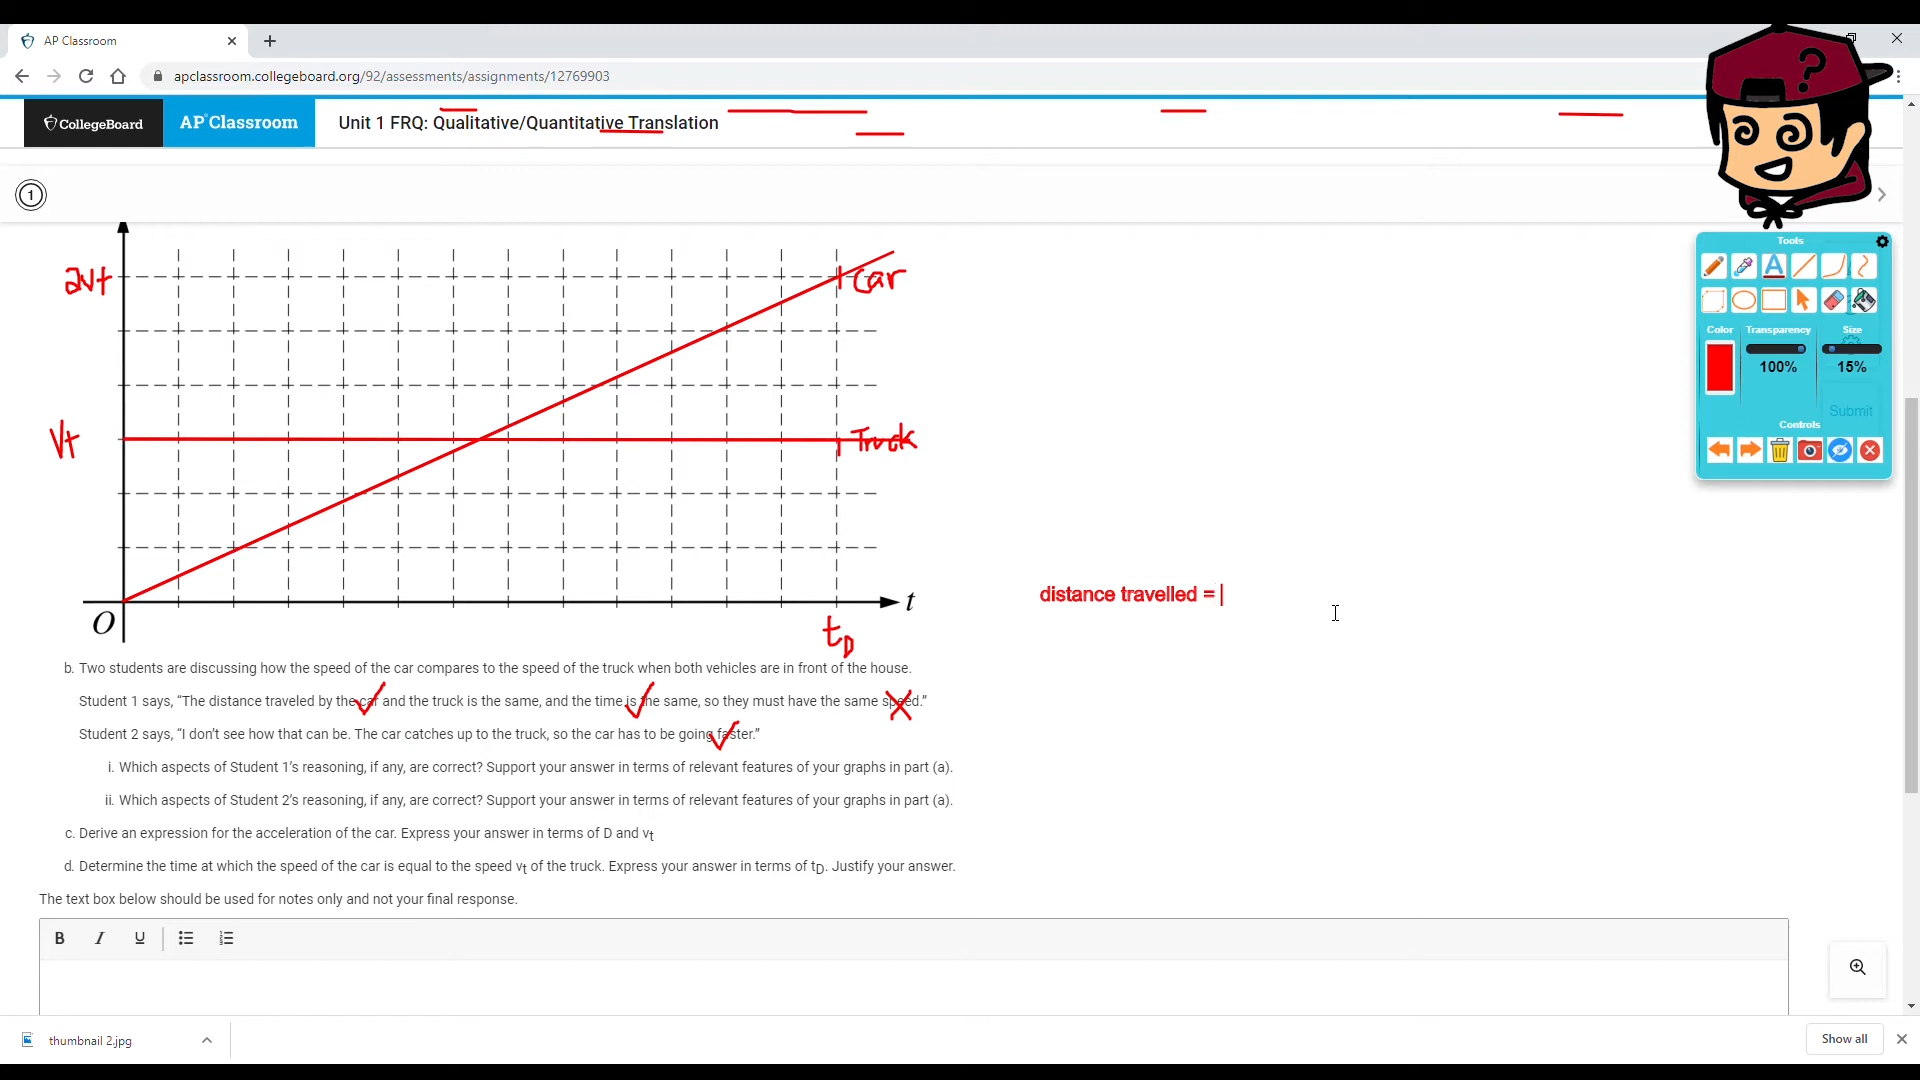 AP Classroom
apclassroom.collegeboard.org/92/assessments/assignments/12769903
CollegeBoard
AP Classroom
Unit 1 FRQ: Qualitative/Quantitative Translation
1
2vt
Car
Vt
Truck
O
t
tD
distance travelled =
b. Two students are discussing how the speed of the car compares to the speed of the truck when both vehicles are in front of the house.
Student 1 says, “The distance traveled by the car and the truck is the same, and the time is the same, so they must have the same speed.”
Student 2 says, “I don’t see how that can be. The car catches up to the truck, so the car has to be going faster.”
i. Which aspects of Student 1’s reasoning, if any, are correct? Support your answer in terms of relevant features of your graphs in part (a).
ii. Which aspects of Student 2’s reasoning, if any, are correct? Support your answer in terms of relevant features of your graphs in part (a).
c. Derive an expression for the acceleration of the car. Express your answer in terms of D and vt
d. Determine the time at which the speed of the car is equal to the speed vt of the truck. Express your answer in terms of tD. Justify your answer.
The text box below should be used for notes only and not your final response.
B I U
thumbnail 2.jpg
Show all
?
Tools
A
Color Transparency Size
100% 15%
Submit
Controls